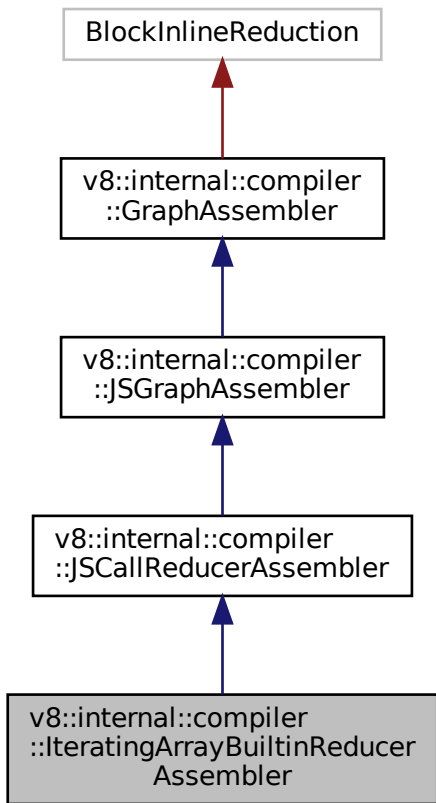 BlockInlineReduction
v8::internal::compiler
::GraphAssembler
v8::internal::compiler
::JSGraphAssembler
v8::internal::compiler
::JSCallReducerAssembler
v8::internal::compiler
::IteratingArrayBuiltinReducer
Assembler